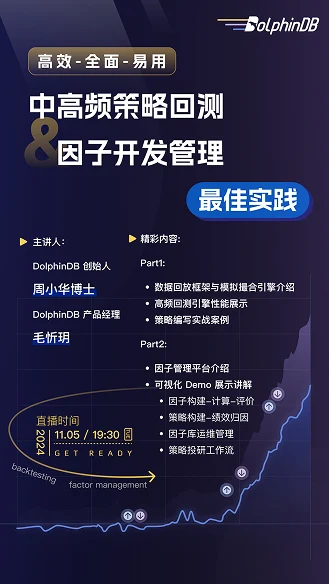 DolphinDB
高效-全面-易用
中高频策略回测
&
因子开发管理
最佳实践
主讲人：
DolphinDB 创始人
周小华博士
DolphinDB 产品经理
毛忻玥
精彩内容：
Part1:
数据回放框架与模拟撮合引擎介绍
高频回测引擎性能展示
策略编写实战案例
Part2:
因子管理平台介绍
可视化 Demo 展示讲解
因子构建-计算-评价
策略构建-绩效归因
因子库运维管理
策略投研工作流
直播时间
2024
11.05 / 19:30
GET READY
backtesting
factor management